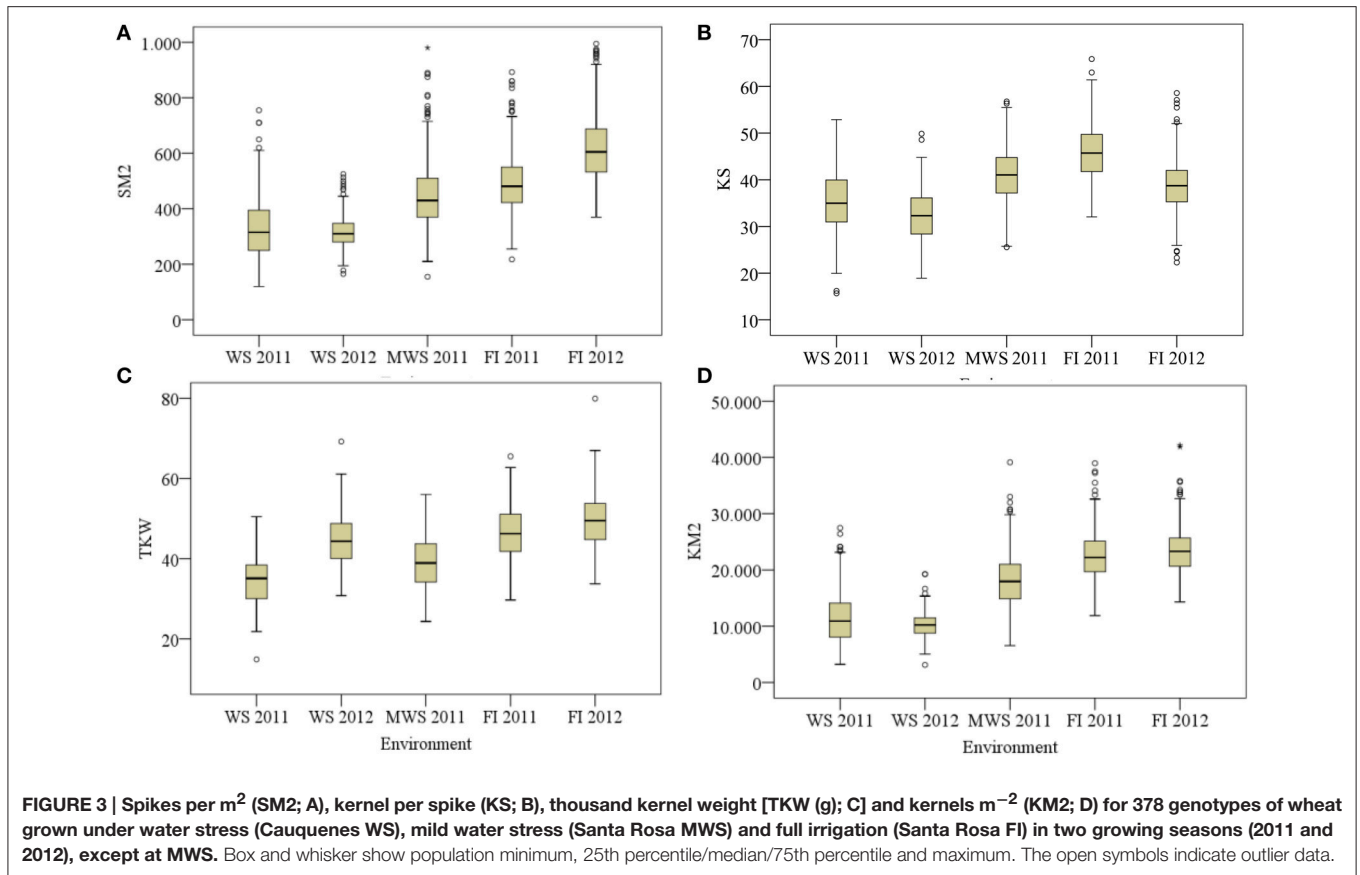 A
1.000
800
600
400
200
0
SM2
WS 2011 WS 2012 MWS 2011 FI 2011 FI 2012
B
70
60
50
40
30
20
10
KS
WS 2011 WS 2012 MWS 2011 FI 2011 FI 2012
C
80
60
40
20
TKW
WS 2011 WS 2012 MWS 2011 FI 2011 FI 2012
Environment
D
50.000
40.000
30.000
20.000
10.000
0
KM2
WS 2011 WS 2012 MWS 2011 FI 2011 FI 2012
Environment
FIGURE 3 | Spikes per m² (SM2; A), kernel per spike (KS; B), thousand kernel weight [TKW (g); C] and kernels m⁻² (KM2; D) for 378 genotypes of wheat
grown under water stress (Cauquenes WS), mild water stress (Santa Rosa MWS) and full irrigation (Santa Rosa FI) in two growing seasons (2011 and
2012), except at MWS. Box and whisker show population minimum, 25th percentile/median/75th percentile and maximum. The open symbols indicate outlier data.